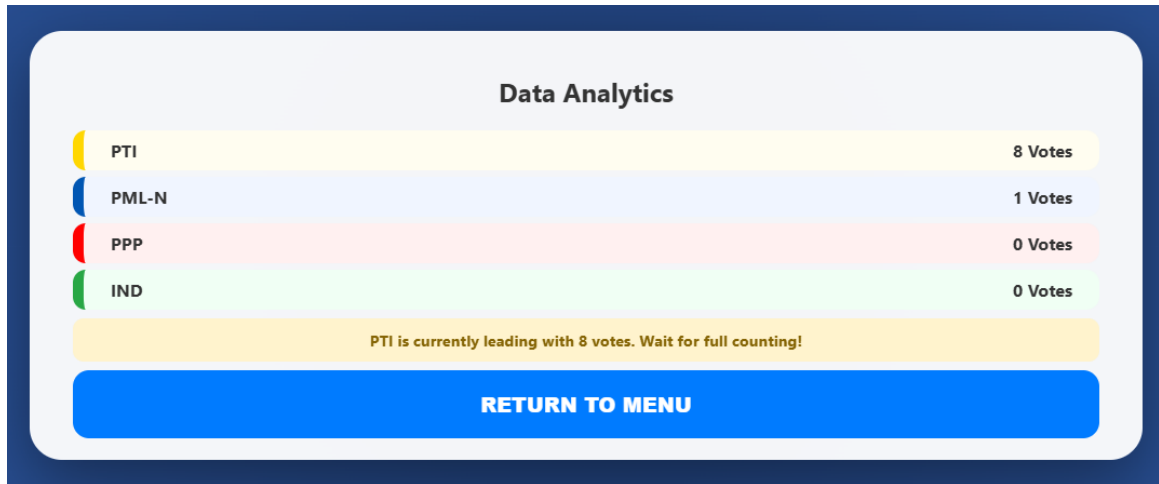 Data Analytics
PTI 8 Votes
PML-N 1 Votes
PPP 0 Votes
IND 0 Votes
PTI is currently leading with 8 votes. Wait for full counting!
RETURN TO MENU